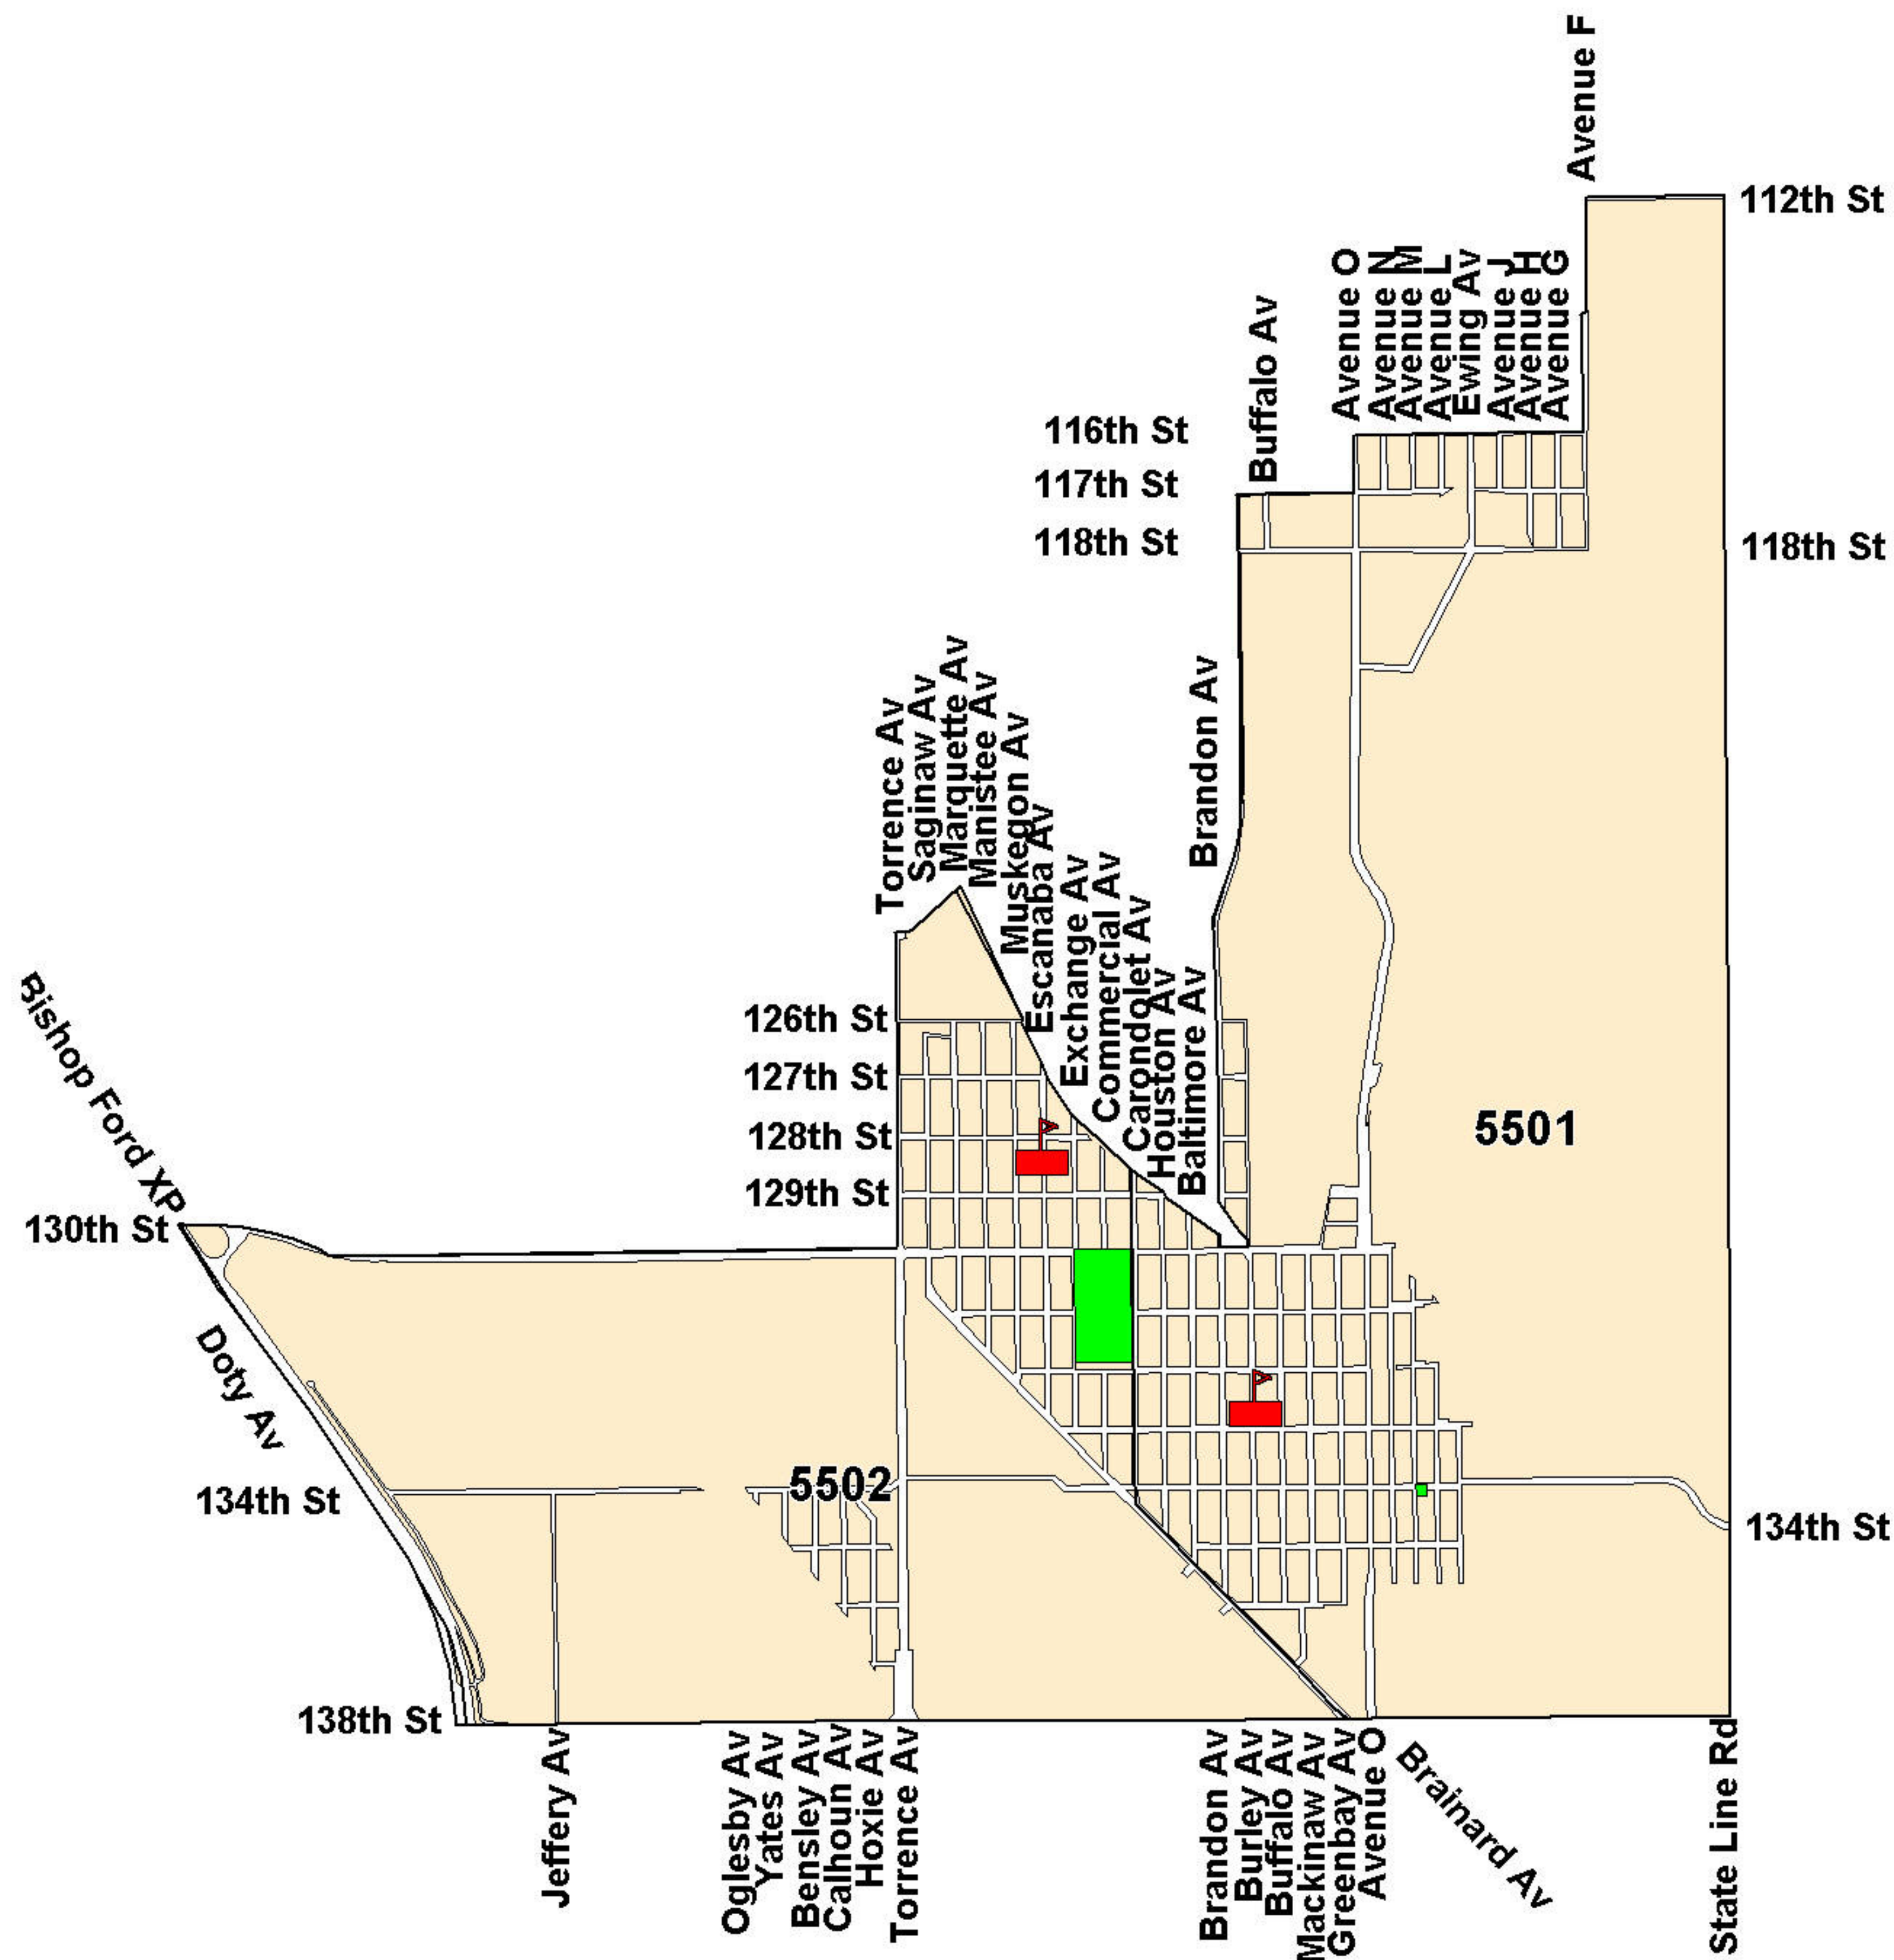 Avenue F
112th St
Avenue O
Avenue N
Avenue M
Avenue L
Ewing Av
Avenue J
Avenue H
Avenue G
Buffalo Av
116th St
117th St
118th St
118th St
Brandon Av
Torrence Av
Saginaw Av
Marquette Av
Manistee Av
Muskegon Av
Escanaba Av
Exchange Av
Commercial Av
Carondolet Av
Houston Av
Baltimore Av
126th St
127th St
128th St
129th St
5501
Bishop Ford XP
130th St
Doty Av
5502
134th St
134th St
138th St
Jeffery Av
Oglesby Av
Yates Av
Bensley Av
Calhoun Av
Hoxie Av
Torrence Av
Brandon Av
Burley Av
Buffalo Av
Mackinaw Av
Greenbay Av
Avenue O
Brainard Av
State Line Rd